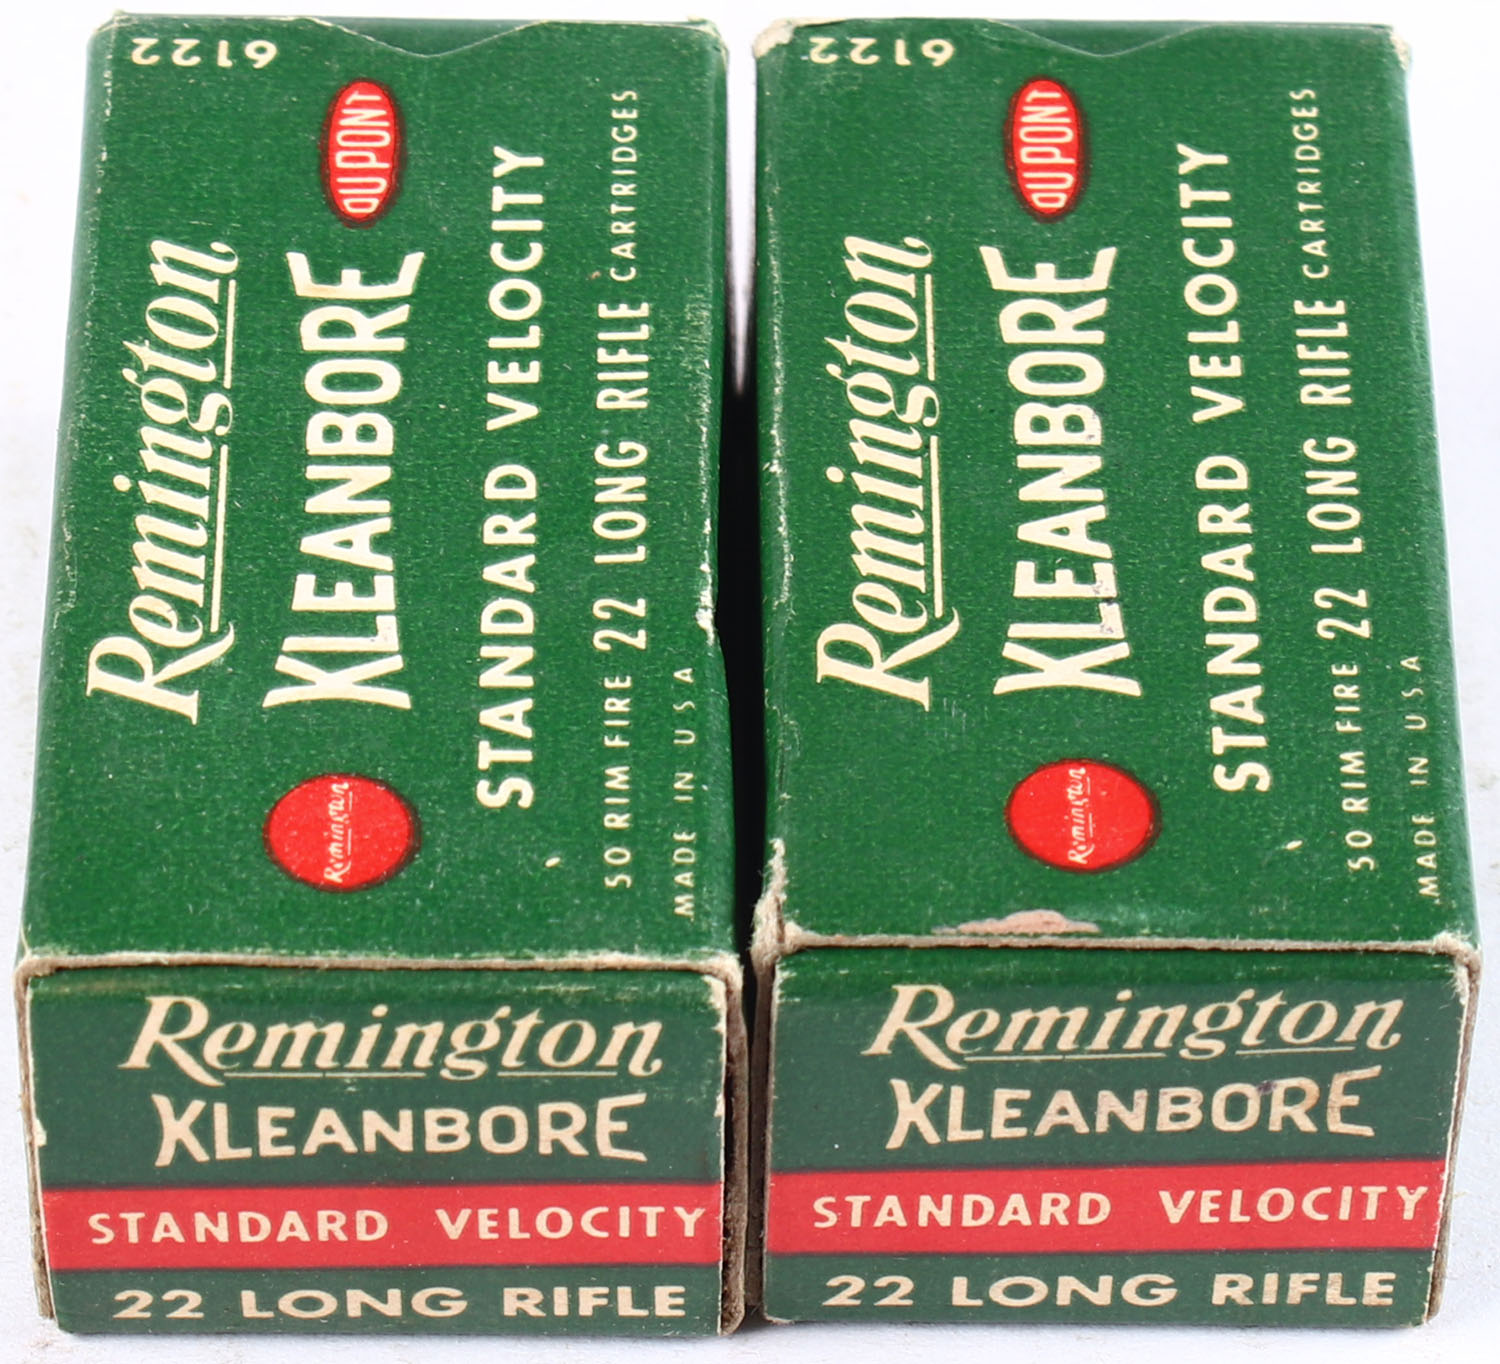 6122
DUPONT
Remington
KLEANBORE
STANDARD VELOCITY
50 RIM FIRE 22 LONG RIFLE CARTRIDGES
MADE IN U S A
Remington
Remington
KLEANBORE
STANDARD VELOCITY
22 LONG RIFLE
6122
DUPONT
Remington
KLEANBORE
STANDARD VELOCITY
50 RIM FIRE 22 LONG RIFLE CARTRIDGES
MADE IN U.S.A
Remington
Remington
KLEANBORE
STANDARD VELOCITY
22 LONG RIFLE